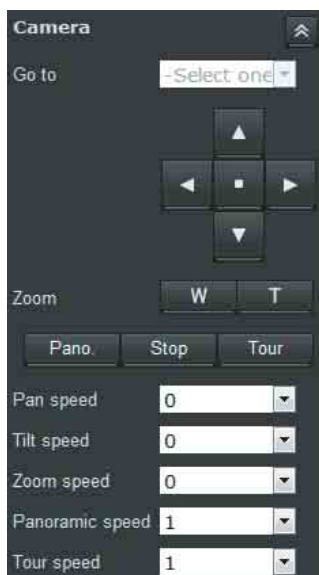 Camera
Go to -Select one
Zoom W T
Pano. Stop Tour
Pan speed 0
Tilt speed 0
Zoom speed 0
Panoramic speed 1
Tour speed 1